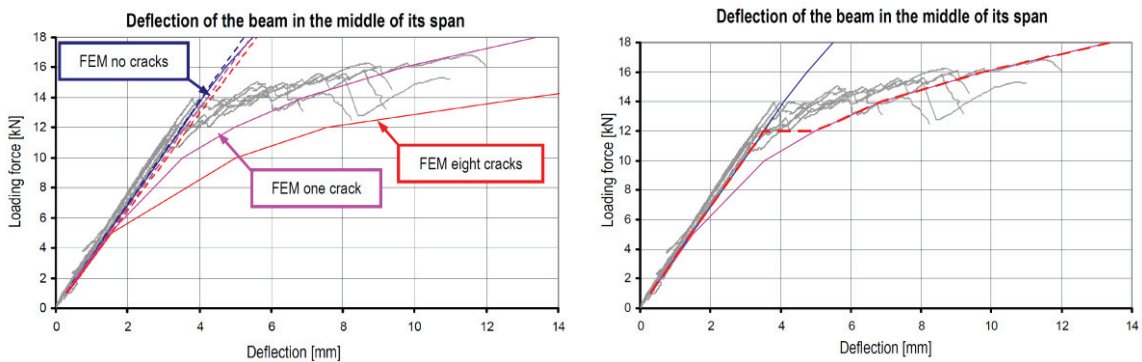 Deflection of the beam in the middle of its span
18
16
14
12
10
8
6
4
2
0
Loading force [kN]
FEM no cracks
FEM one crack
FEM eight cracks
0 2 4 6 8 10 12 14
Deflection [mm]
Deflection of the beam in the middle of its span
18
16
14
12
10
8
6
4
2
0
Loading force [kN]
0 2 4 6 8 10 12 14
Deflection [mm]